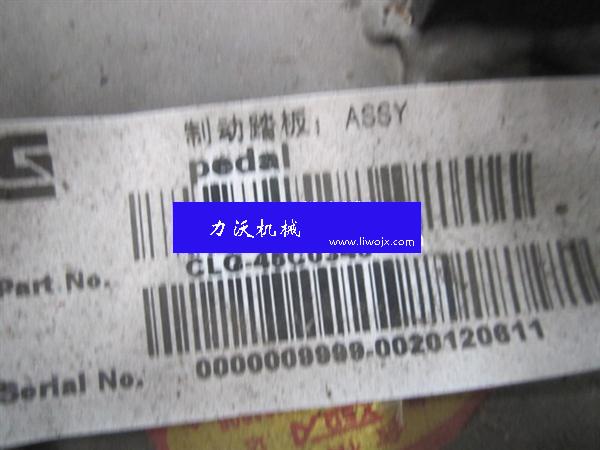 制动踏板; ASSY
pedal
力沃机械
www.liwojx.com
Part No.
Serial No.
0000009999-0020120611